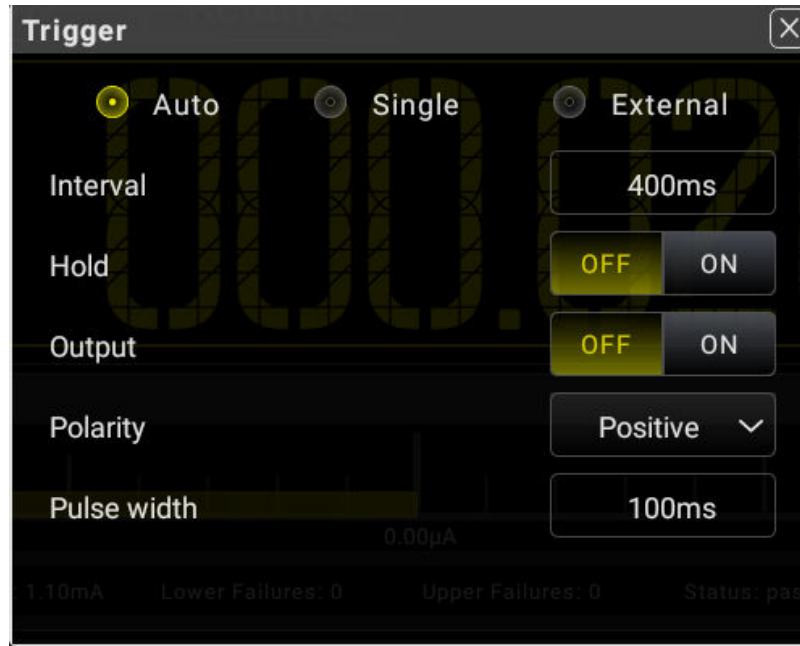 Trigger
Auto Single External
Interval 400ms
Hold OFF ON
Output OFF ON
Polarity Positive
Pulse width 100ms
0.00µA
: 1.10mA Lower Failures: 0 Upper Failures: 0 Status: pas